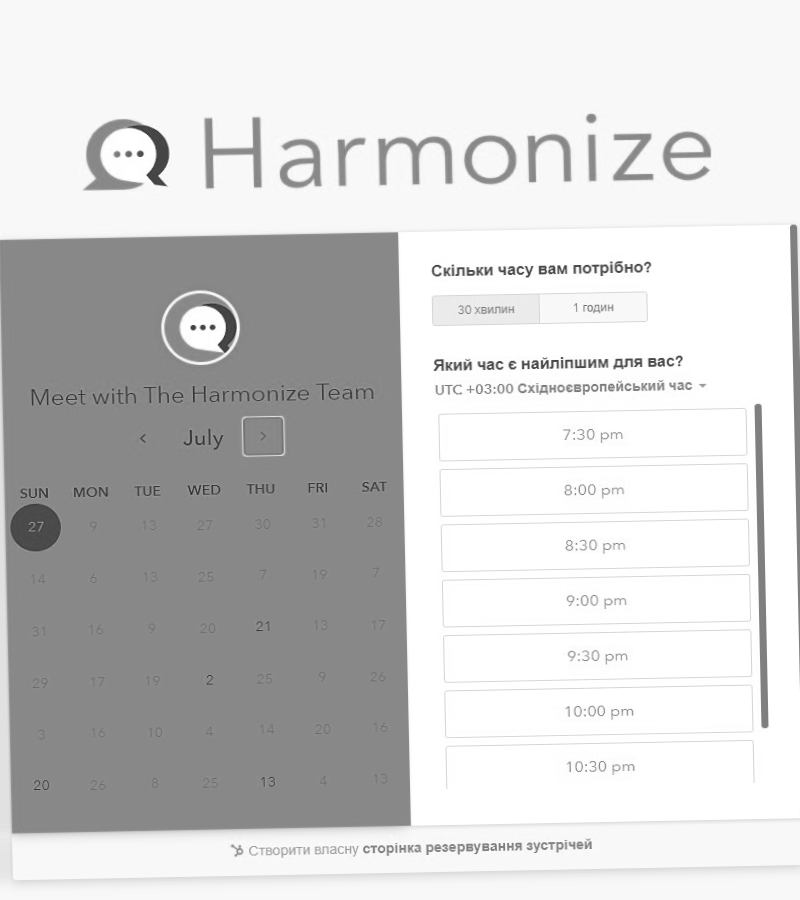 Harmonize
Meet with The Harmonize Team
July
SUN MON TUE WED THU FRI SAT
27 9 13 27 30 31 28
14 6 13 25 7 19 7
31 16 9 20 21 13 17
29 17 19 2 25 9 26
3 16 10 4 14 20 16
20 26 8 25 13 4 13
Скільки часу вам потрібно?
30 хвилин 1 годин
Який час є найліпшим для вас?
UTC +03:00 Східноєвропейський час
7:30 pm
8:00 pm
8:30 pm
9:00 pm
9:30 pm
10:00 pm
10:30 pm
Створити власну сторінка резервування зустрічей